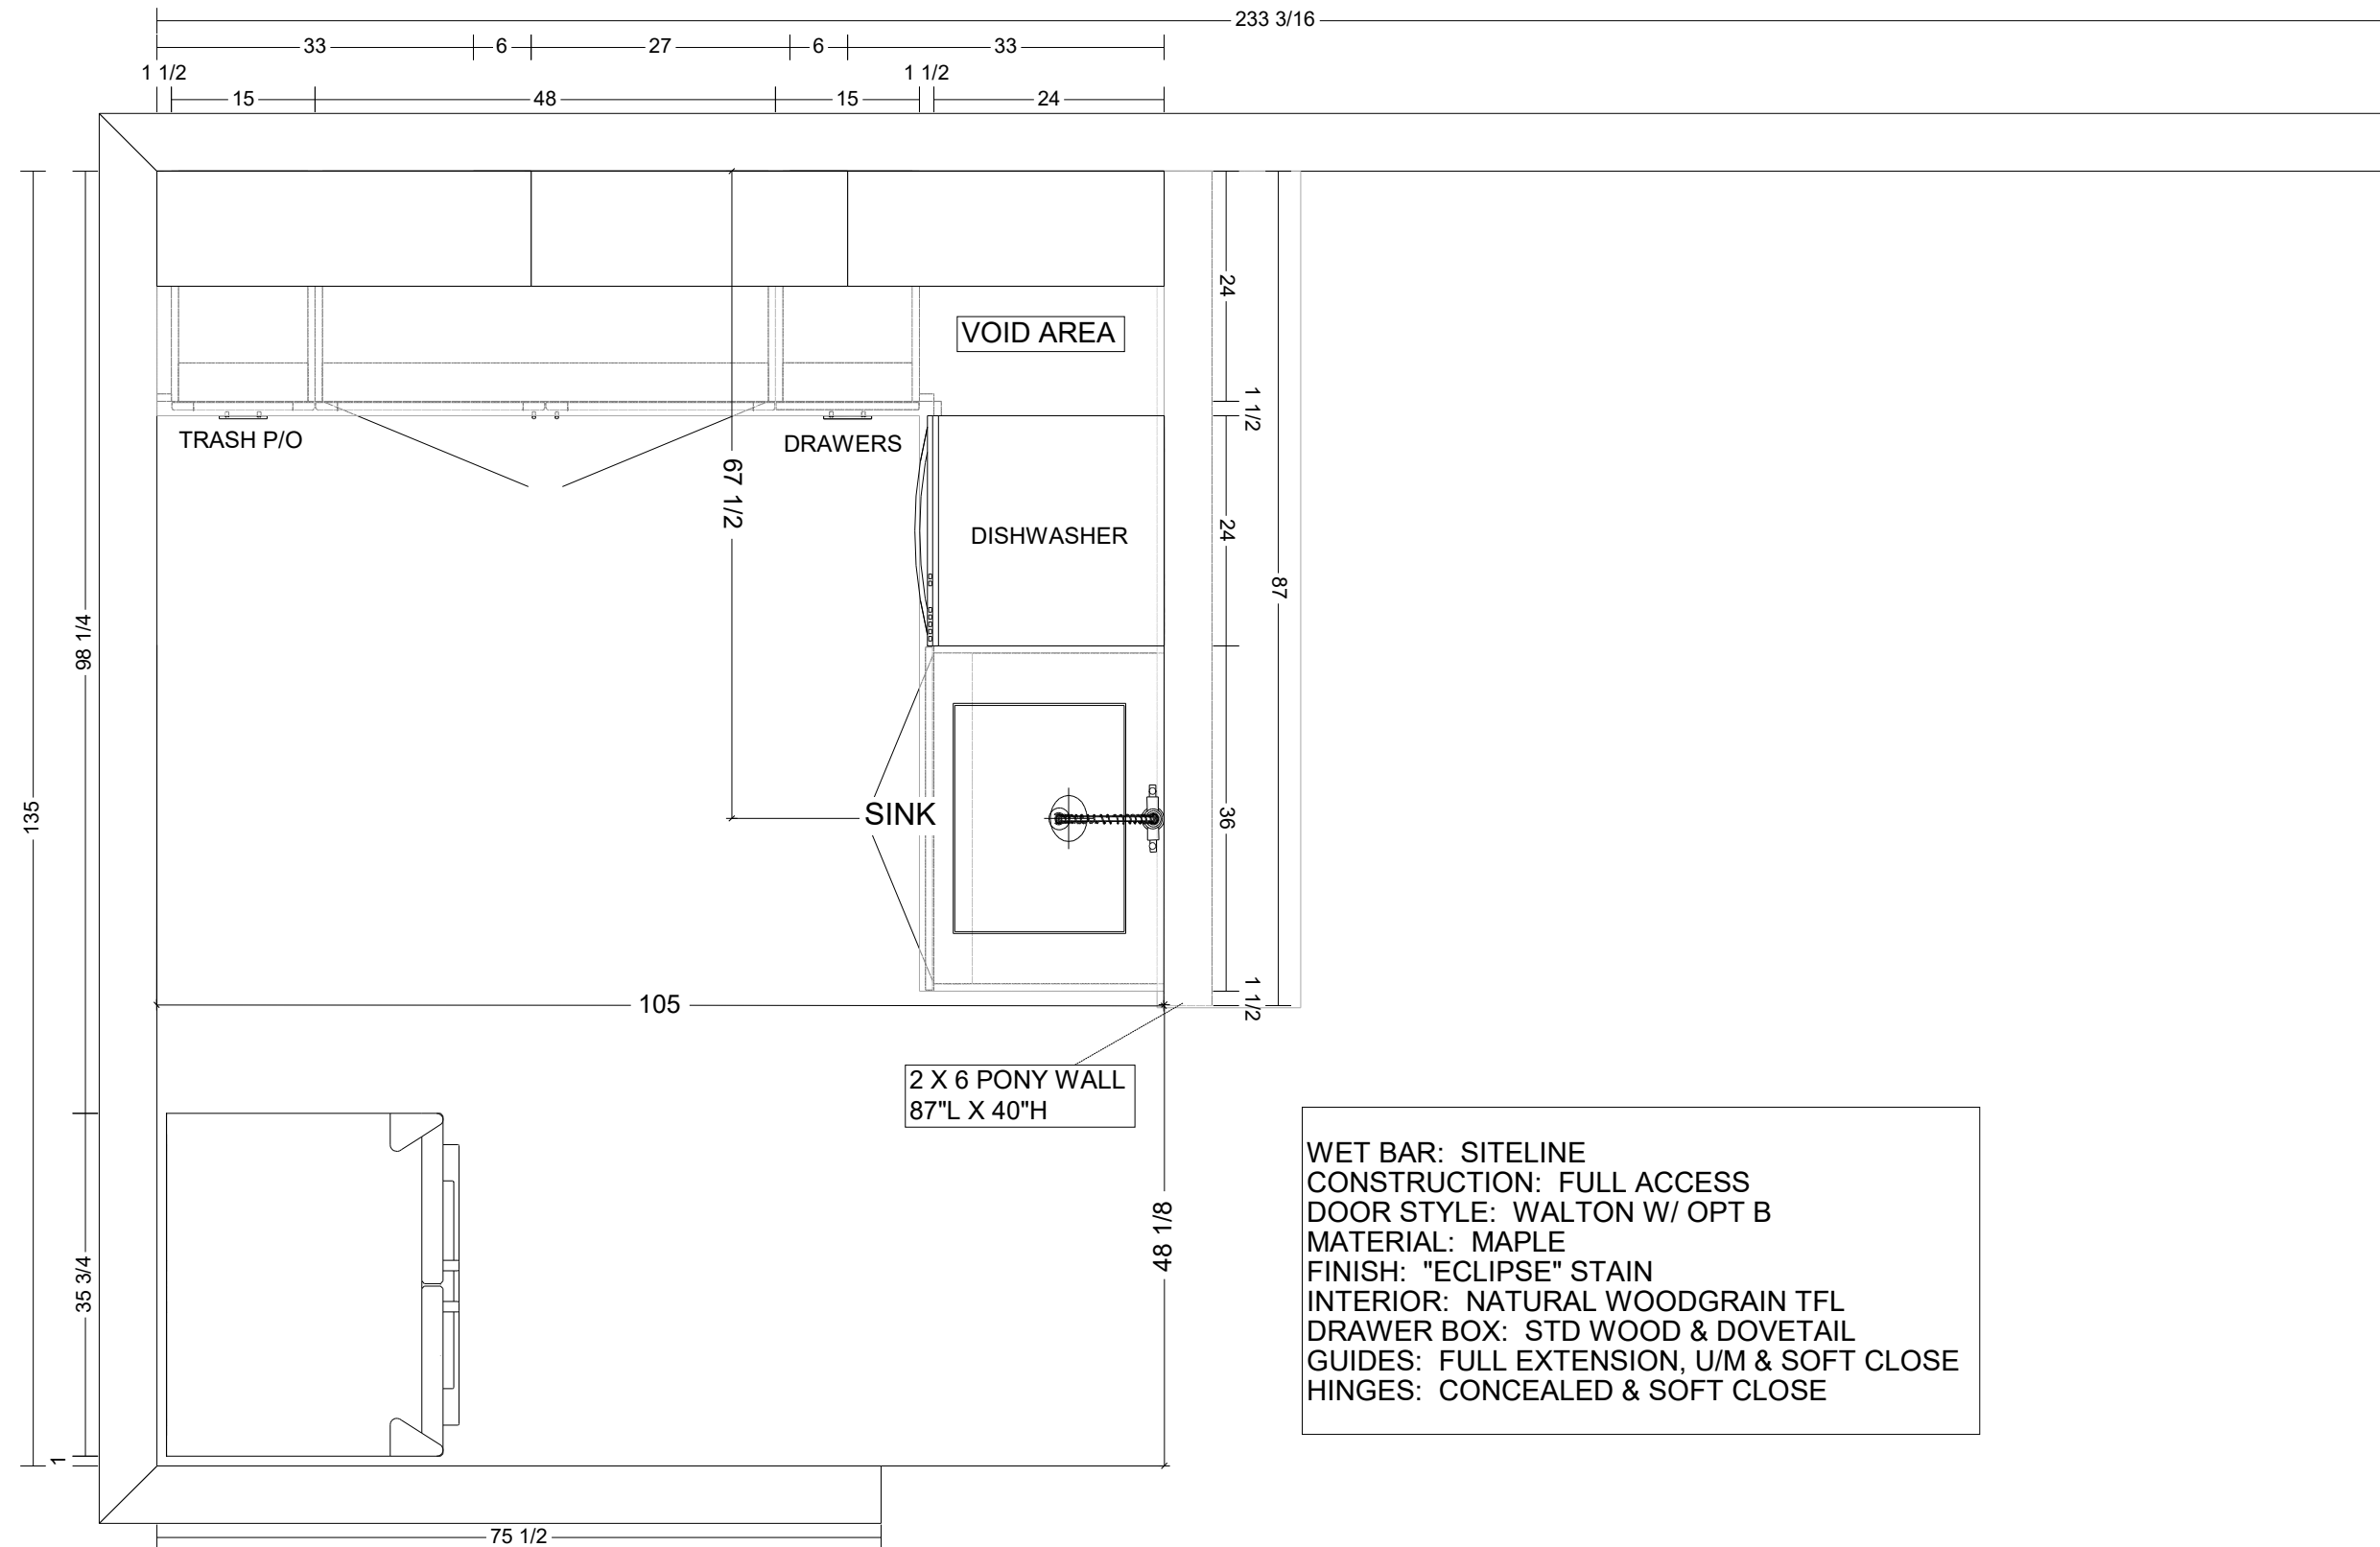 233 3/16
33
6
27
6
33
1 1/2
1 1/2
15
48
15
24
VOID AREA
24
1 1/2
TRASH P/O
DRAWERS
67 1/2
DISHWASHER
24
87
98 1/4
135
SINK
36
105
1 1/2
2 X 6 PONY WALL
87"L X 40"H
48 1/8
35 3/4
1
75 1/2
WET BAR: SITELINE
CONSTRUCTION: FULL ACCESS
DOOR STYLE: WALTON W/ OPT B
MATERIAL: MAPLE
FINISH: "ECLIPSE" STAIN
INTERIOR: NATURAL WOODGRAIN TFL
DRAWER BOX: STD WOOD & DOVETAIL
GUIDES: FULL EXTENSION, U/M & SOFT CLOSE
HINGES: CONCEALED & SOFT CLOSE